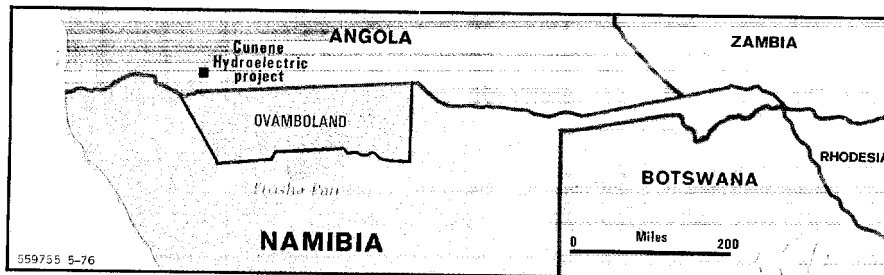 ANGOLA
ZAMBIA
Cunene
Hydroelectric
project
OVAMBOLAND
Etosha Pan
RHODESIA
BOTSWANA
NAMIBIA
0 Miles 200
559755 5-76